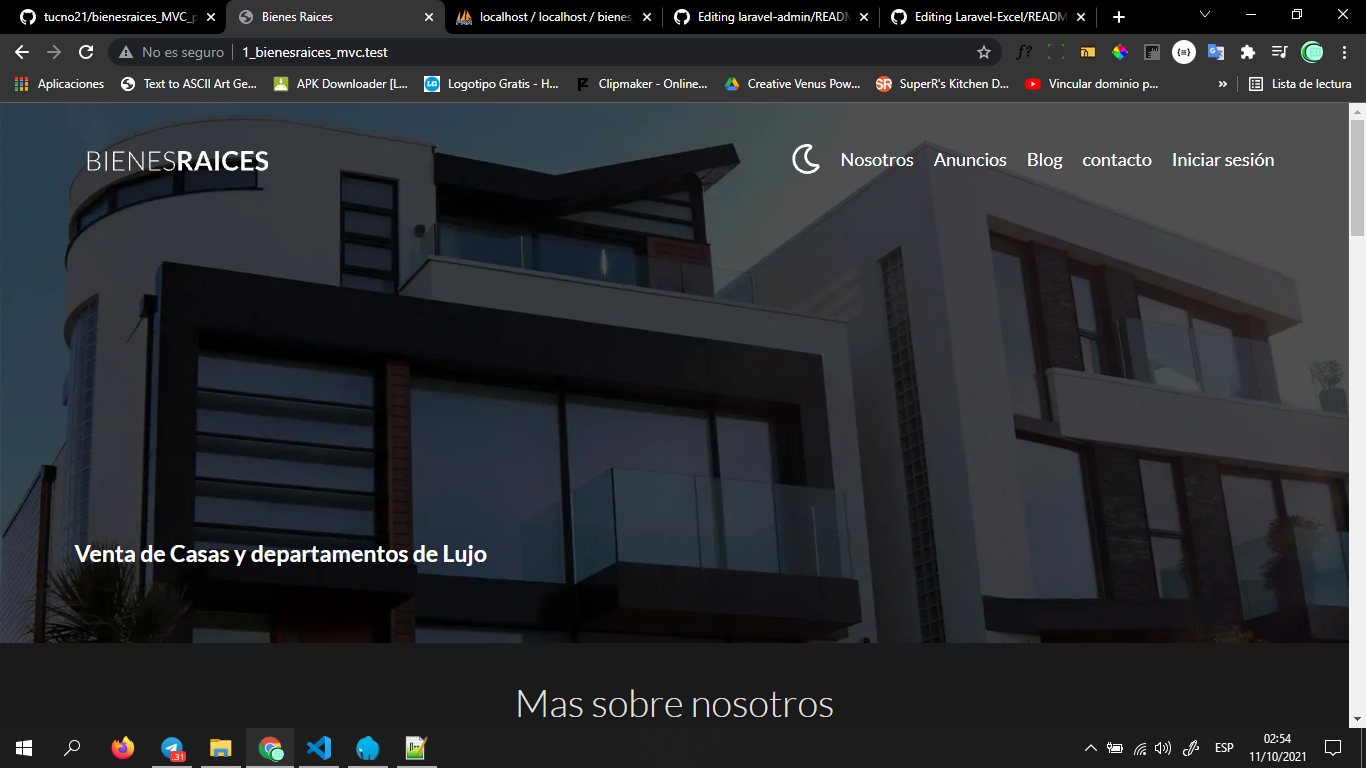 tucno21/bienesraices_MVC_p
Bienes Raices
localhost / localhost / bienes_
Editing laravel-admin/READM
Editing Laravel-Excel/READM
No es seguro
1_bienesraices_mvc.test
Aplicaciones
Text to ASCII Art Ge...
APK Downloader [L...
Logotipo Gratis - H...
Clipmaker - Online...
Creative Venus Pow...
SuperR's Kitchen D...
Vincular dominio p...
»
Lista de lectura
BIENESRAICES
Nosotros
Anuncios
Blog
contacto
Iniciar sesión
Venta de Casas y departamentos de Lujo
Mas sobre nosotros
31
ESP
02:54
11/10/2021